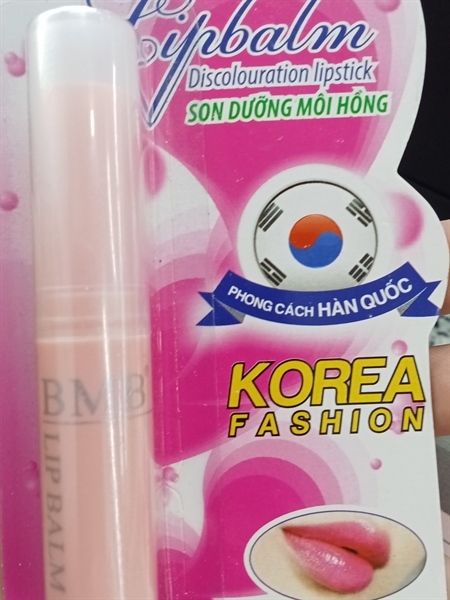 Lipbalm
Discolouration lipstick
SON DƯỠNG MÔI HỒNG
PHONG CÁCH HÀN QUỐC
KOREA
FASHION
BMB
LIP BALM